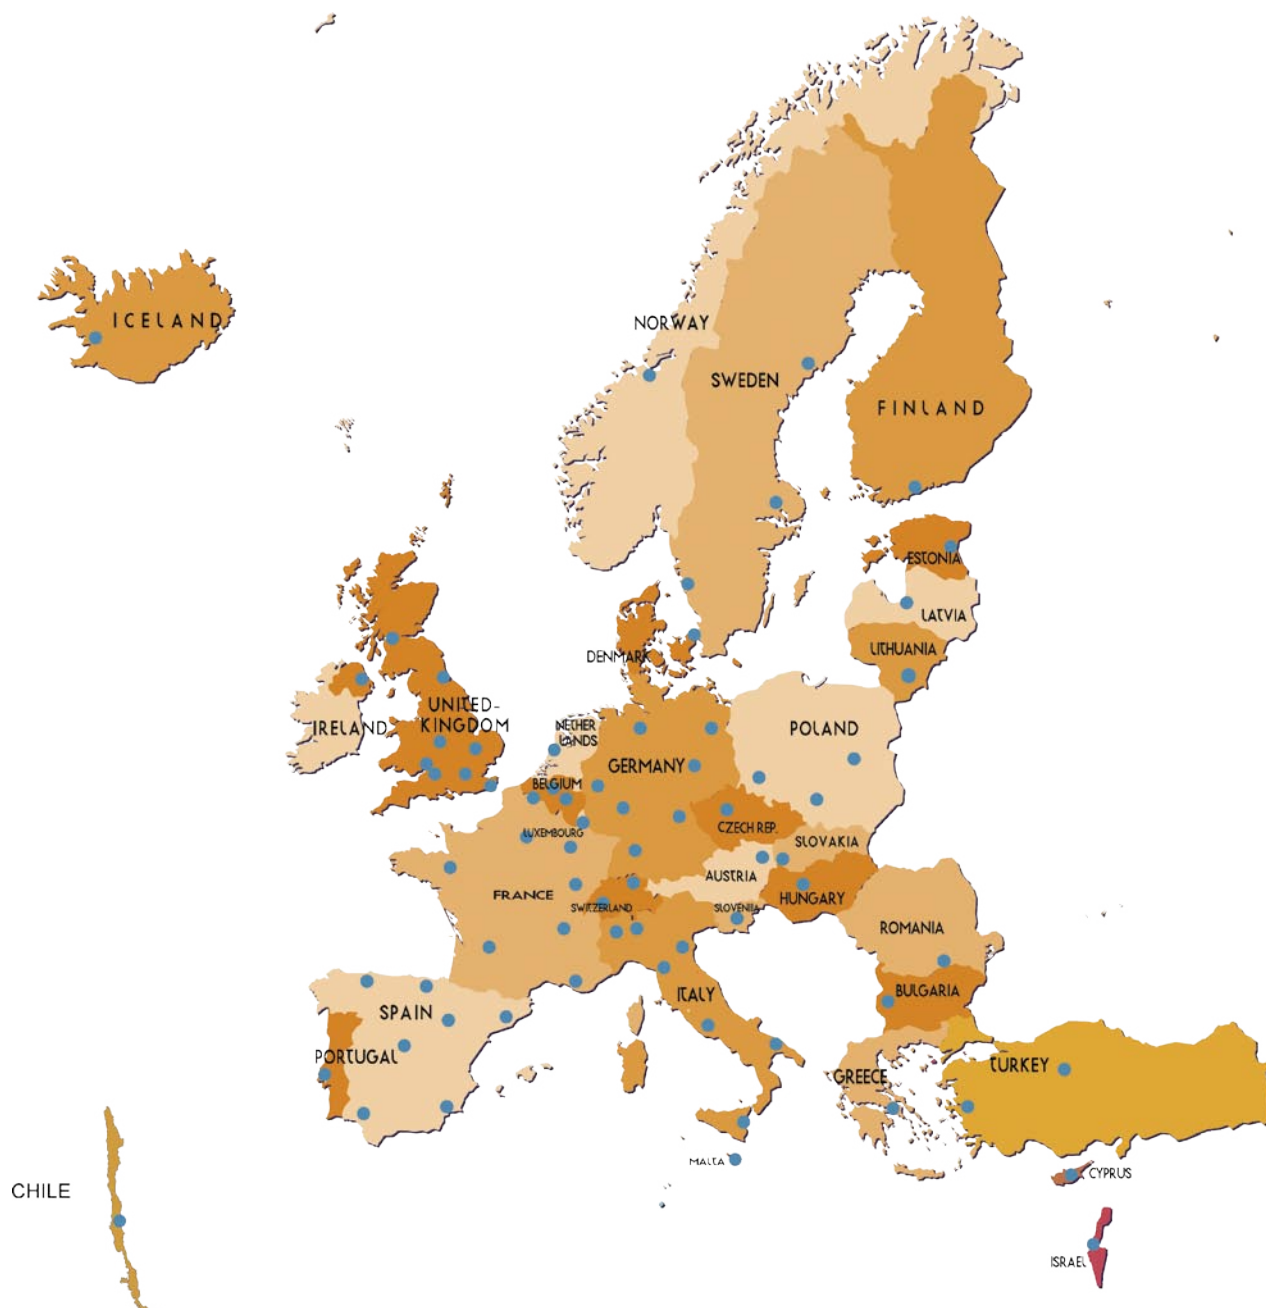 ICELAND
NORWAY
SWEDEN
FINLAND
ESTONIA
LATVIA
LITHUANIA
DENMARK
UNITED-
KINGDOM
IRELAND
NETHER
LANDS
POLAND
GERMANY
BELGIUM
LUXEMBOURG
CZECH REP.
SLOVAKIA
AUSTRIA
FRANCE
SWITZERLAND
SLOVENIJA
HUNGARY
ROMANIA
BULGARIA
ITALY
SPAIN
PORTUGAL
GREECE
TURKEY
MALTA
CYPRUS
CHILE
ISRAEL